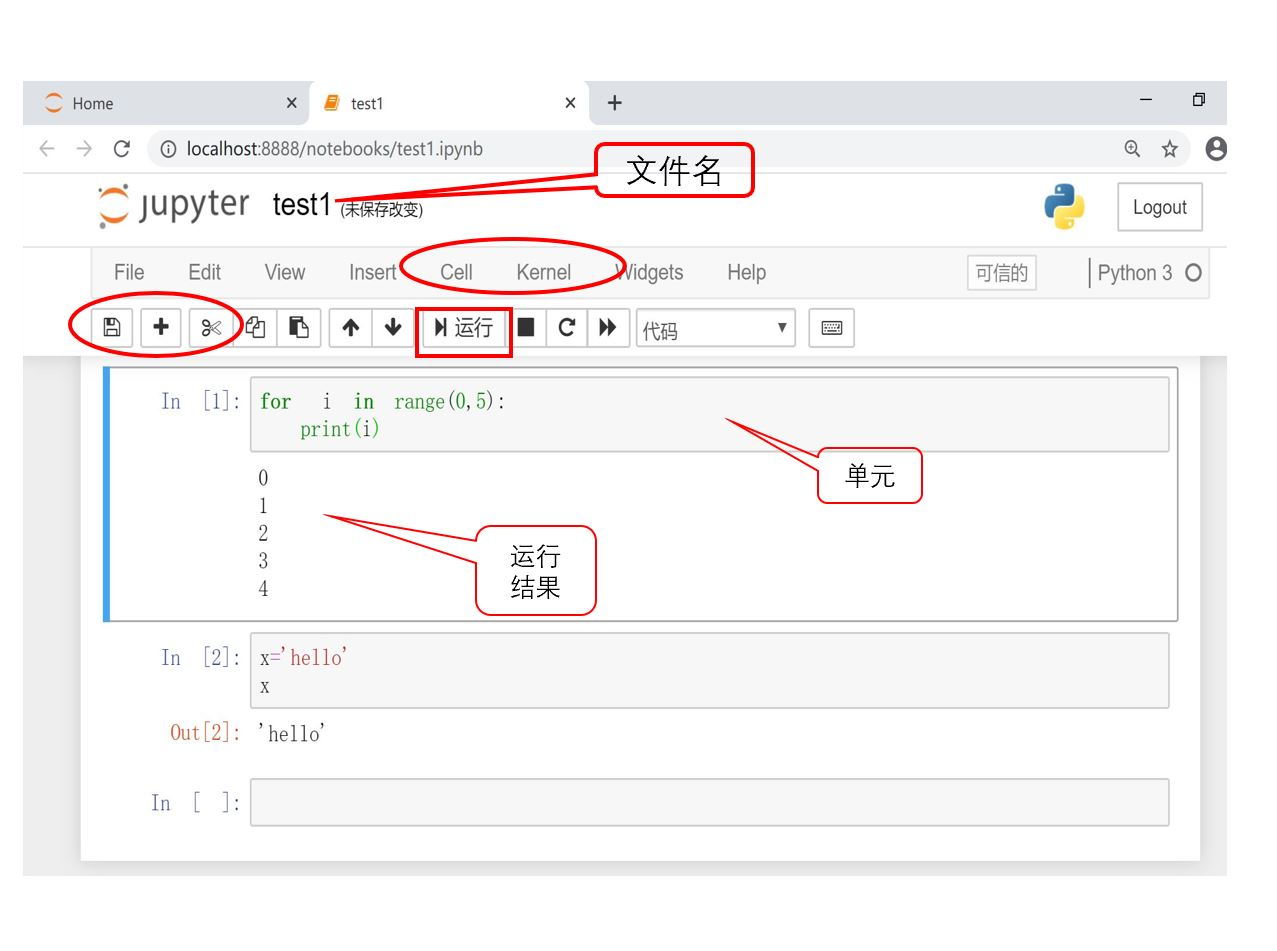 Home
test1
localhost:8888/notebooks/test1.ipynb
文件名
jupyter test1 (未保存改变)
Logout
File Edit View Insert Cell Kernel Widgets Help 可信的 Python 3
运行 代码
In [1]: for i in range(0,5):
print(i)
单元
0
1
2
3
4
运行
结果
In [2]: x='hello'
x
Out[2]: 'hello'
In [ ]: